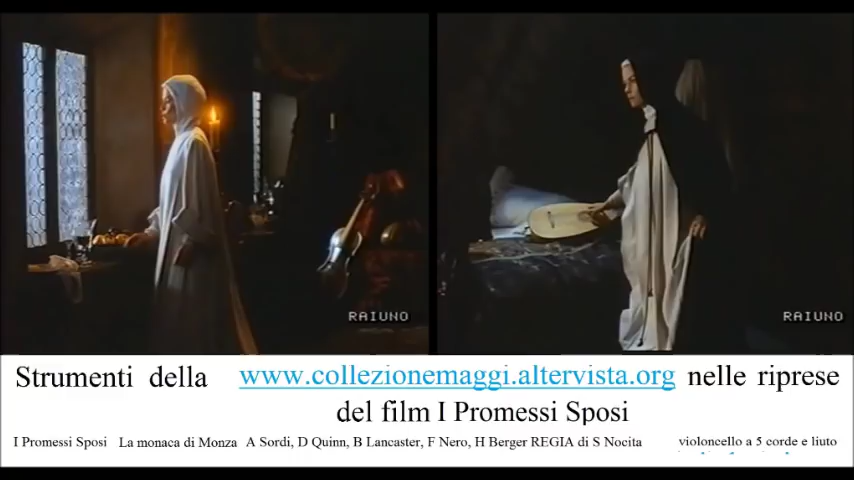 RAIUNO
RAIUNO
Strumenti della www.collezionemaggi.altervista.org nelle riprese
del film I Promessi Sposi
I Promessi Sposi La monaca di Monza A Sordi, D Quinn, B Lancaster, F Nero, H Berger REGIA di S Nocita violoncello a 5 corde e liuto